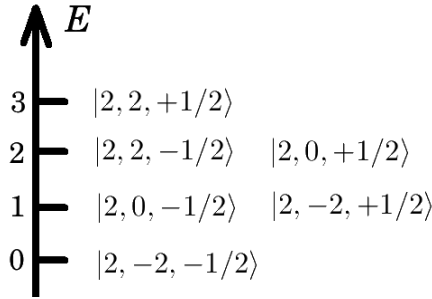 E
3 |2, 2, +1/2⟩
2 |2, 2, −1/2⟩ |2, 0, +1/2⟩
1 |2, 0, −1/2⟩ |2, −2, +1/2⟩
0 |2, −2, −1/2⟩